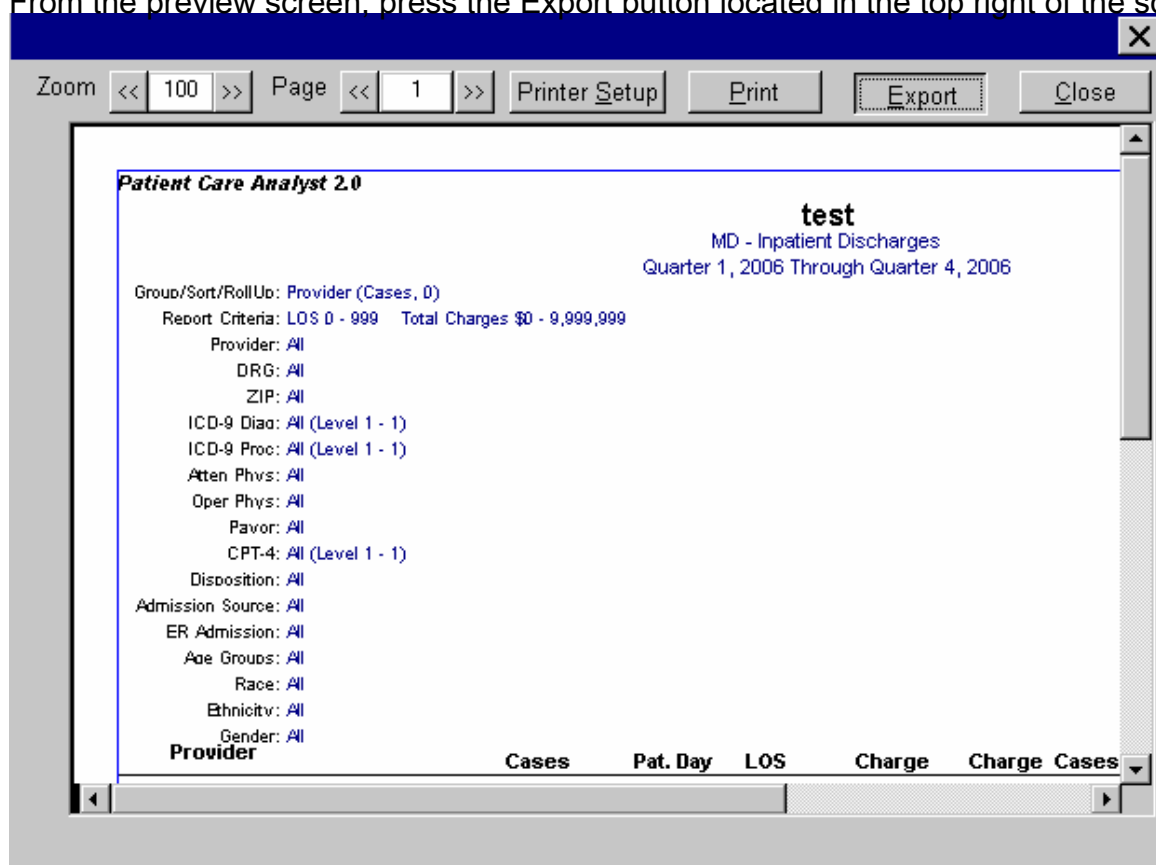 From the preview screen, press the Export button located in the top right of the
Zoom << 100 >> Page << 1 >> Printer Setup Print Export Close
Patient Care Analyst 2.0
test
MD - Inpatient Discharges
Quarter 1, 2006 Through Quarter 4, 2006
Group/Sort/RollUp: Provider (Cases, 0)
Report Criteria: LOS 0 - 999 Total Charges $0 - 9,999,999
Provider: All
DRG: All
ZIP: All
ICD-9 Diag: All (Level 1 - 1)
ICD-9 Proc: All (Level 1 - 1)
Atten Phys: All
Oper Phys: All
Payor: All
CPT-4: All (Level 1 - 1)
Disposition: All
Admission Source: All
ER Admission: All
Age Groups: All
Race: All
Ethnicity: All
Gender: All
Provider Cases Pat. Day LOS Charge Charge Cases